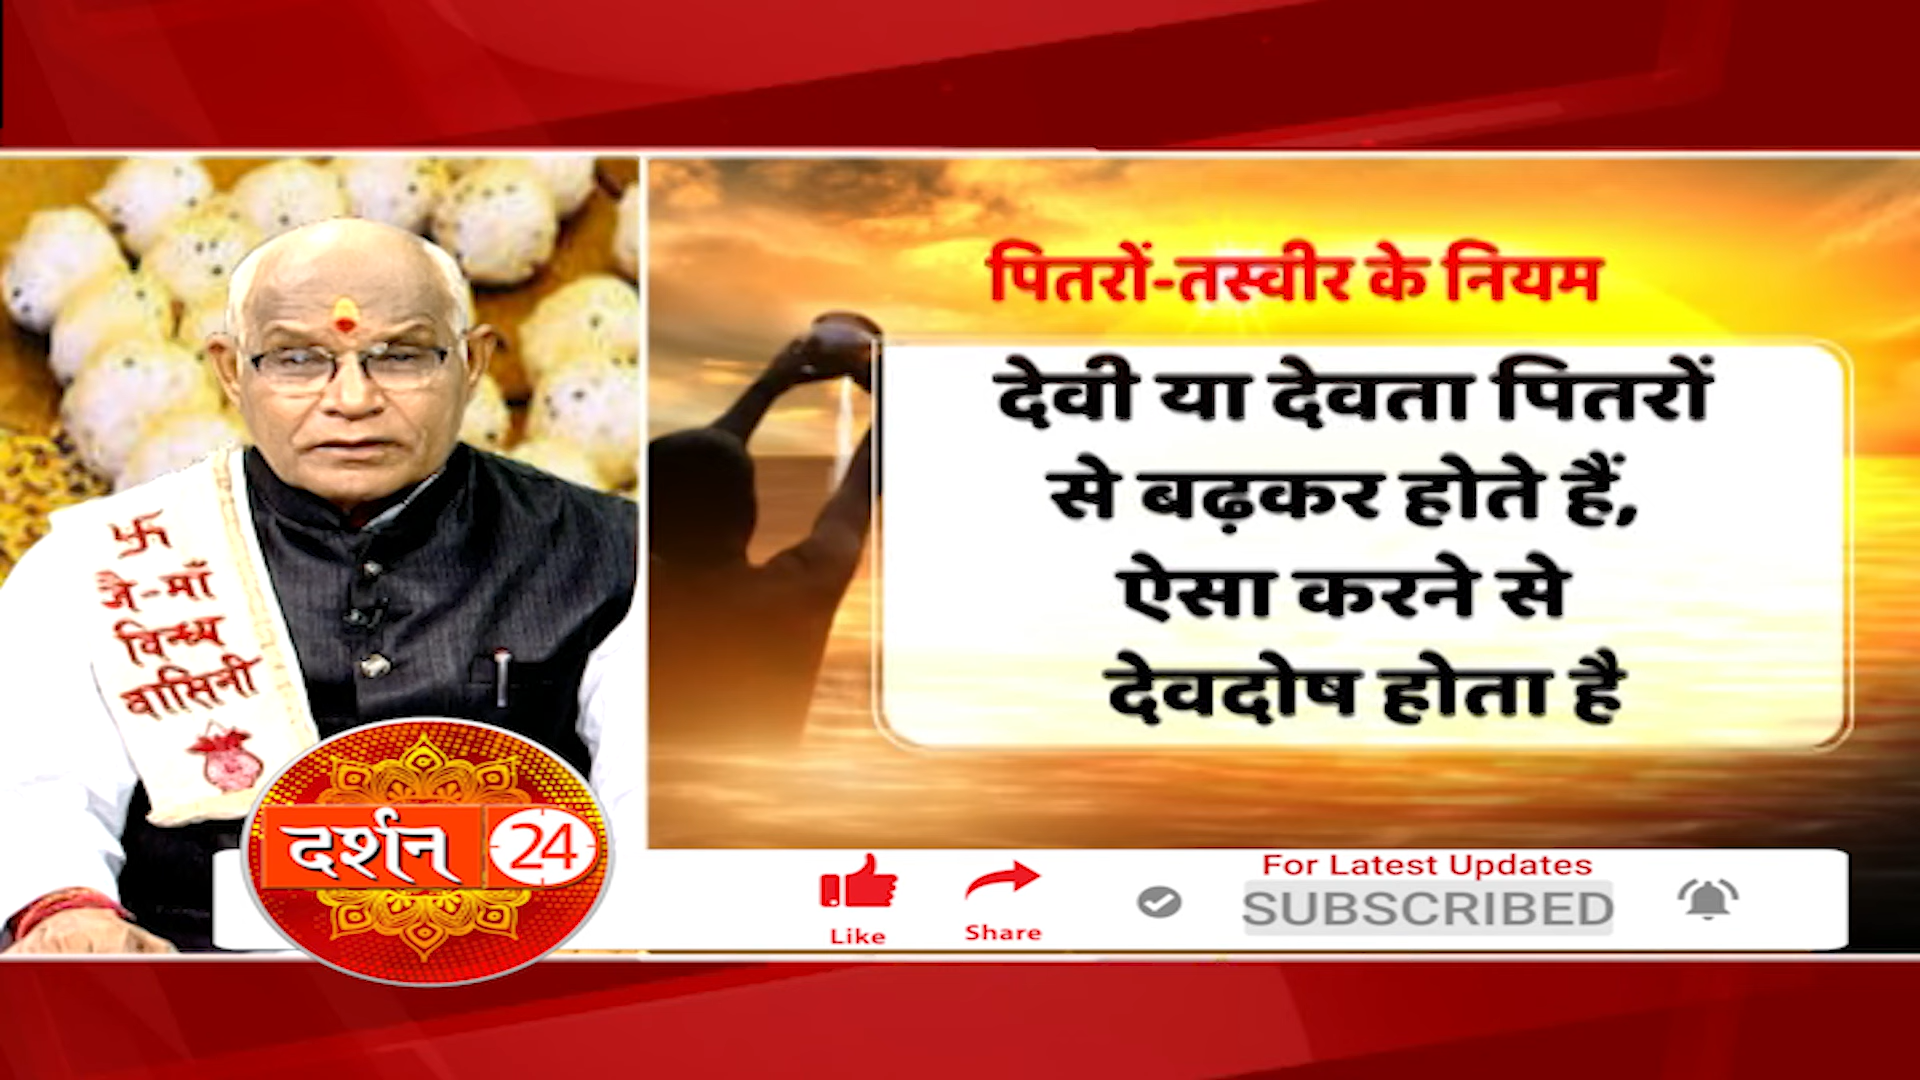 पितरों-तस्वीर के नियम
देवी या देवता पितरों
से बढ़कर होते हैं,
ऐसा करने से
देवदोष होता है
जै-माँ
विन्ध्य
वासिनी
दर्शन 24
Like
Share
For Latest Updates
SUBSCRIBED